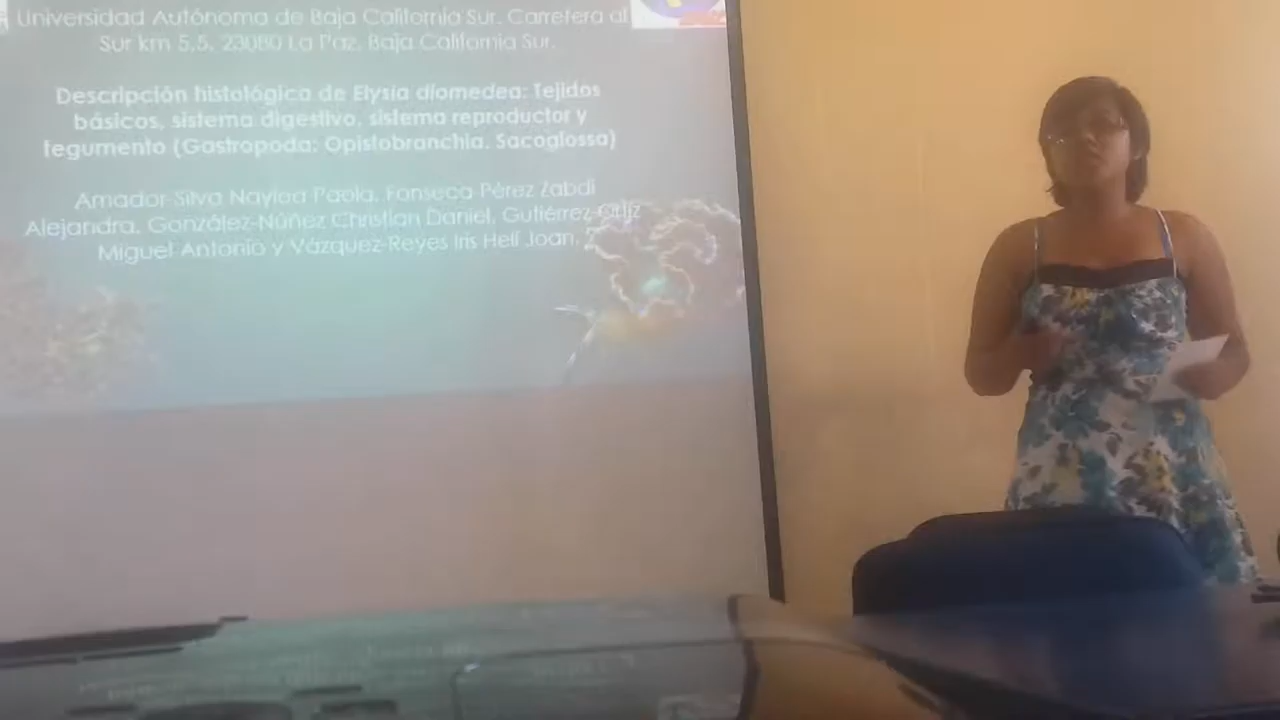 Universidad Autónoma de Baja California Sur. Carretera al
Sur km 5.5. 23080 La Paz. Baja California Sur.
Descripción histológica de Elysia diomedea: Tejidos
básicos, sistema digestivo, sistema reproductor y
tegumento (Gastropoda: Opistobranchia. Sacoglossa)
Amador Silva Nayloa Paola, Fonseca-Pérez Zabdi
Alejandra, González-Núñez Christian Daniel, Gutiérrez-Ortiz
Miguel Antonio y Vázquez-Reyes Iris Helí Joan.